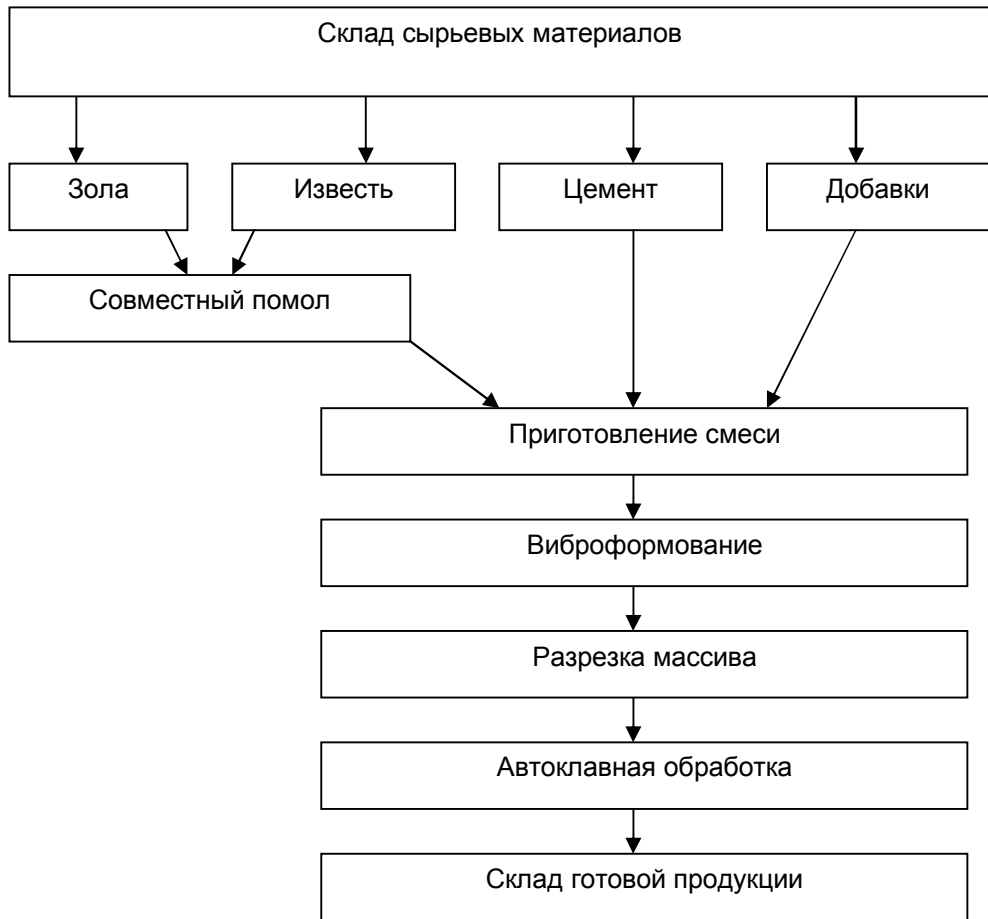 Склад сырьевых материалов
Зола
Известь
Цемент
Добавки
Совместный помол
Приготовление смеси
Виброформование
Разрезка массива
Автоклавная обработка
Склад готовой продукции